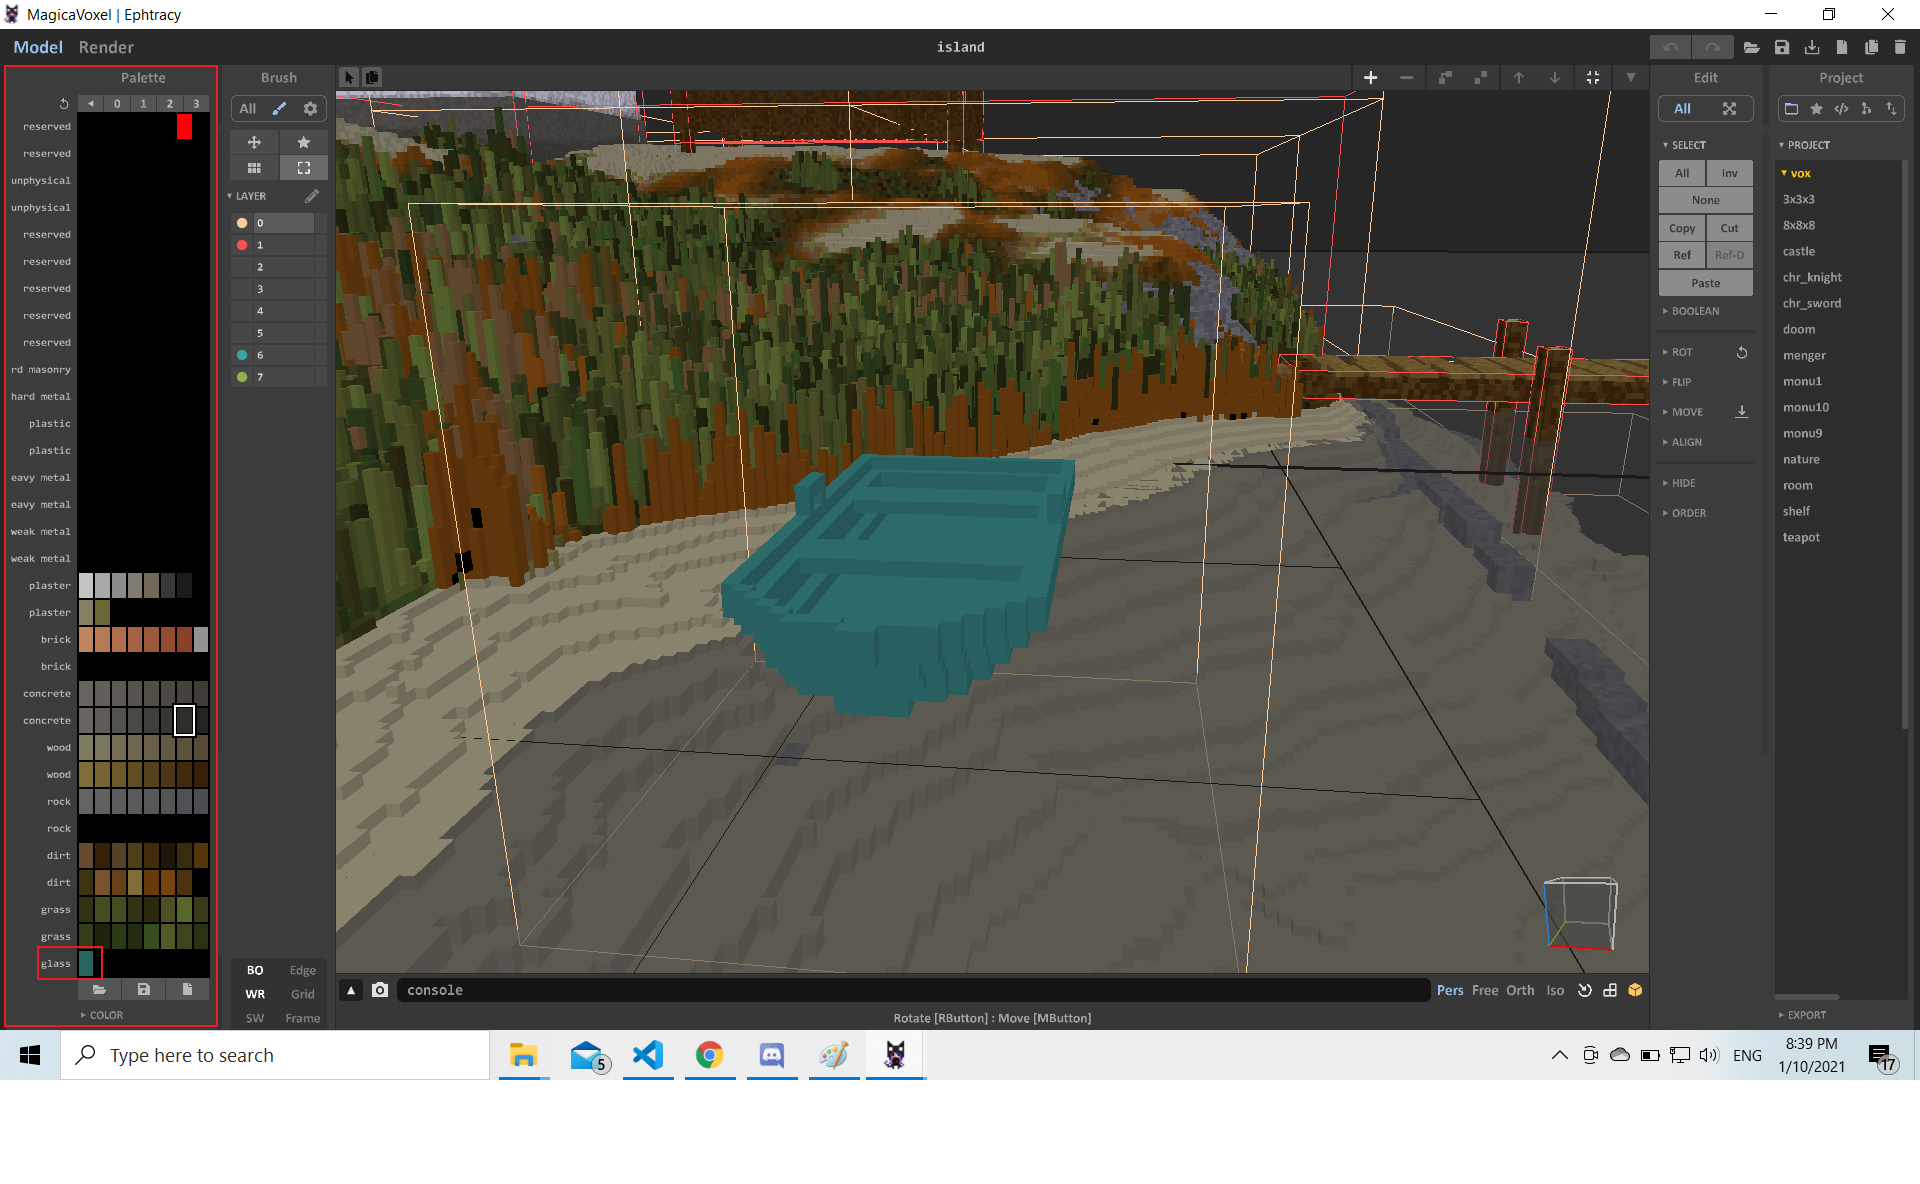 MagicaVoxel | Ephtracy
Model Render
island
Palette
0 1 2 3
reserved
reserved
unphysical
unphysical
reserved
reserved
reserved
reserved
reserved
rd masonry
hard metal
plastic
plastic
eavy metal
eavy metal
weak metal
weak metal
plaster
plaster
brick
brick
concrete
concrete
wood
wood
rock
rock
dirt
dirt
grass
grass
glass
COLOR
Brush
All
LAYER
0
1
2
3
4
5
6
7
BO Edge
WR Grid
SW Frame
console
Pers Free Orth Iso
Rotate [RButton] : Move [MButton]
Edit
All
SELECT
All Inv
None
Copy Cut
Ref Ref-D
Paste
BOOLEAN
ROT
FLIP
MOVE
ALIGN
HIDE
ORDER
Project
PROJECT
vox
3x3x3
8x8x8
castle
chr_knight
chr_sword
doom
menger
monu1
monu10
monu9
nature
room
shelf
teapot
EXPORT
Type here to search
5
ENG
8:39 PM
1/10/2021
17